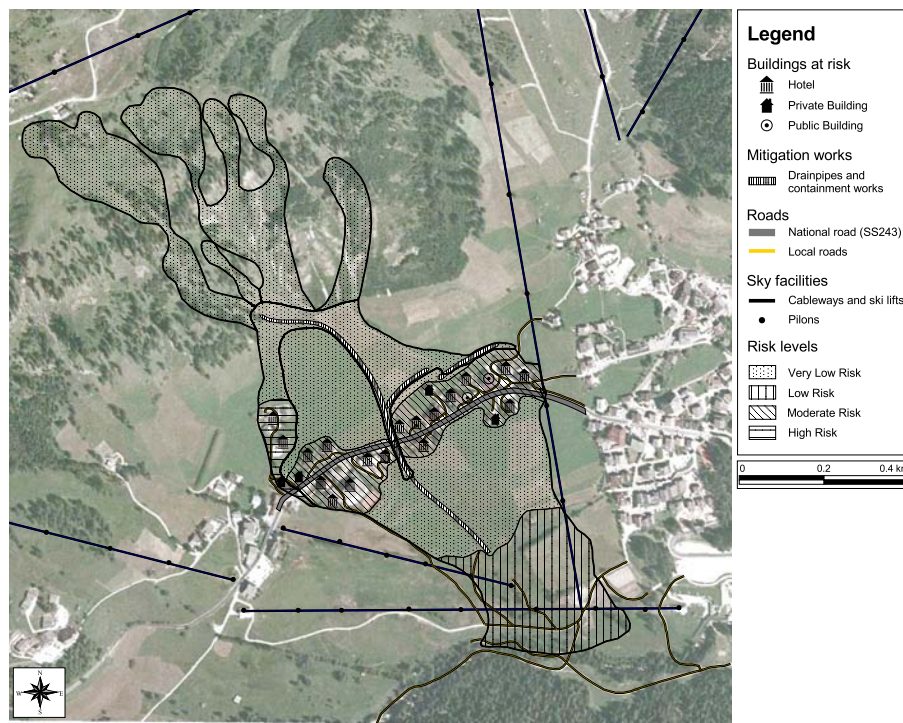 Legend
Buildings at risk
Hotel
Private Building
Public Building
Mitigation works
Drainpipes and
containment works
Roads
National road (SS243)
Local roads
Sky facilities
Cableways and ski lifts
Pilons
Risk levels
Very Low Risk
Low Risk
Moderate Risk
High Risk
0 0.2 0.4 km
N
W E
S